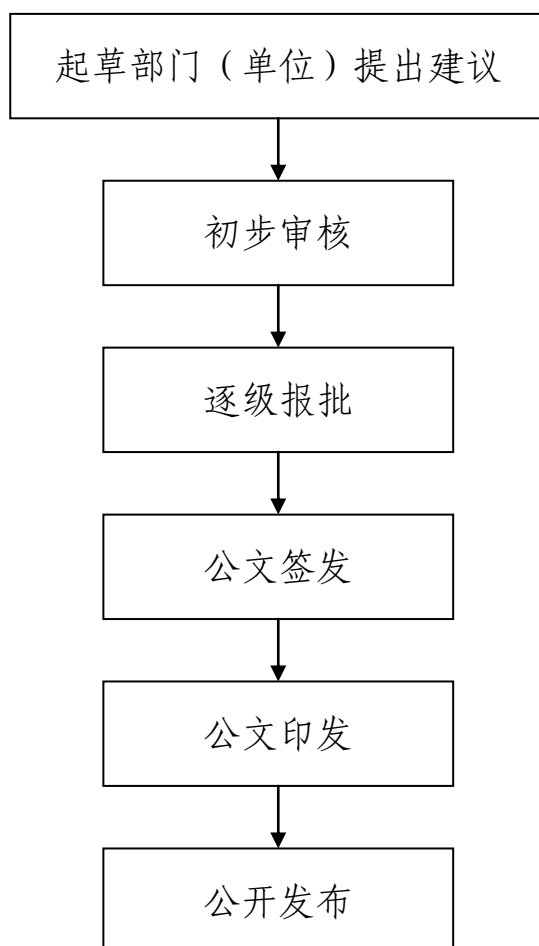 起草部门（单位）提出建议
初步审核
逐级报批
公文签发
公文印发
公开发布